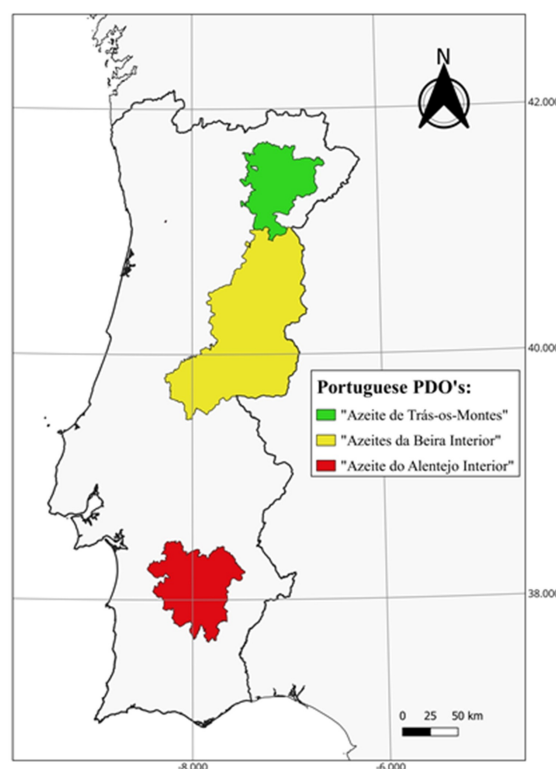 N
42.000
40.000
Portuguese PDO's:
"Azeite de Trás-os-Montes"
"Azeites da Beira Interior"
"Azeite do Alentejo Interior"
38.000
0 25 50 km
-8.000 -6.000